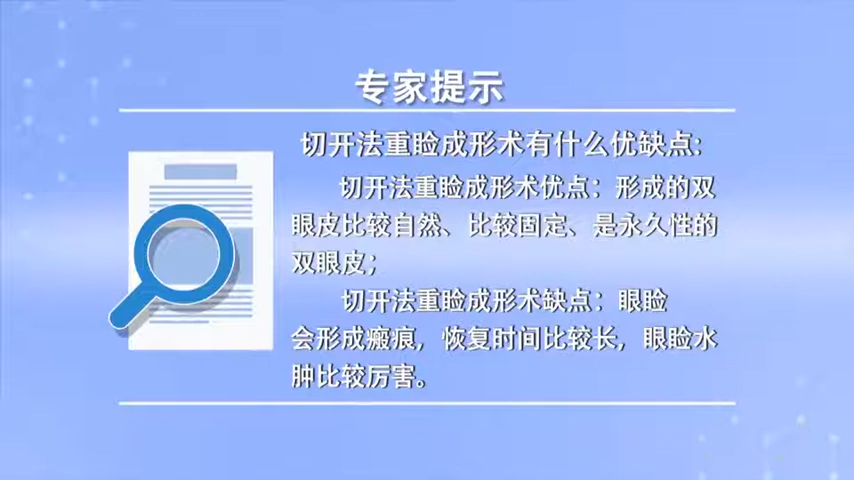 专家提示
切开法重睑成形术有什么优缺点:
切开法重睑成形术优点：形成的双
眼皮比较自然、比较固定、是永久性的
双眼皮；
切开法重睑成形术缺点：眼睑
会形成瘢痕，恢复时间比较长，眼睑水
肿比较厉害。